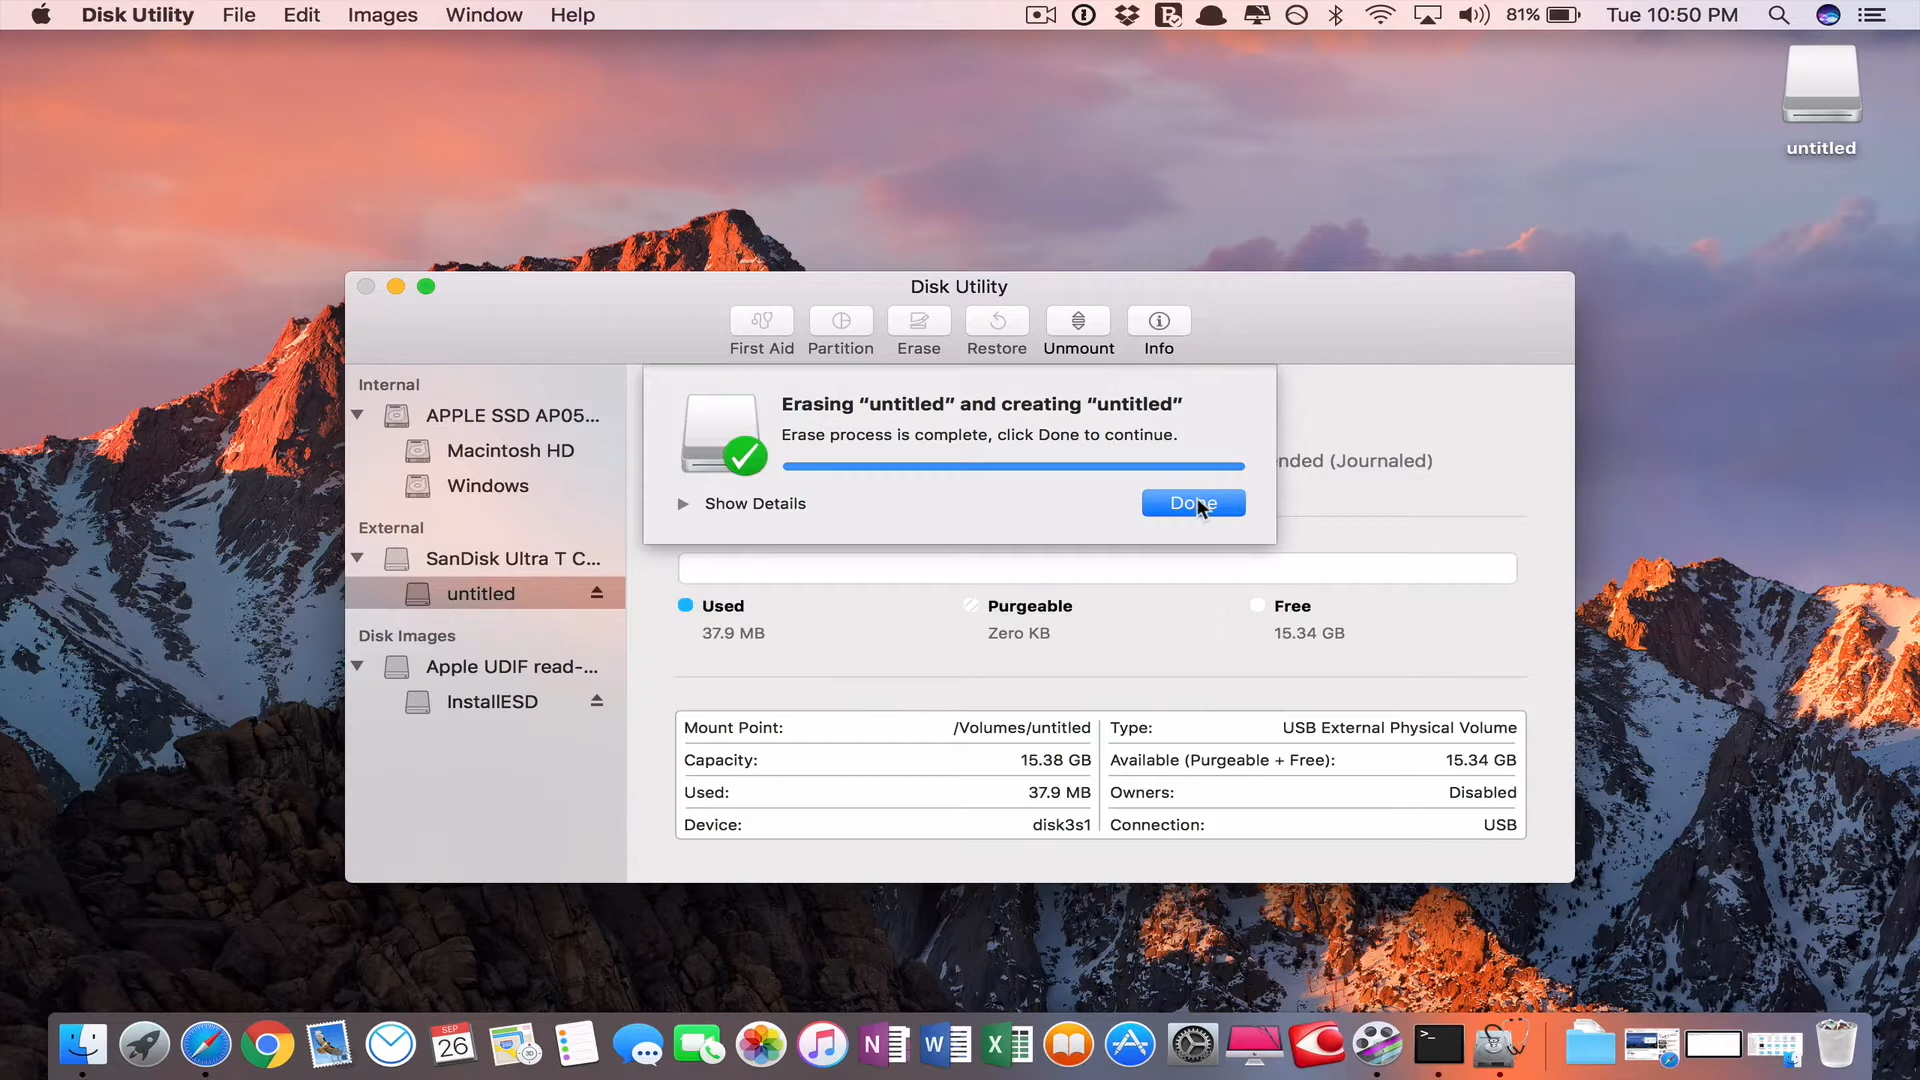 Disk Utility File Edit Images Window Help 81% Tue 10:50 PM
untitled
Disk Utility
First Aid Partition Erase Restore Unmount Info
Internal
APPLE SSD AP05...
Macintosh HD
Windows
External
SanDisk Ultra T C...
untitled
Disk Images
Apple UDIF read-...
InstallESD
Erasing “untitled” and creating “untitled”
Erase process is complete, click Done to continue.
Show Details
Done
nded (Journaled)
Used Purgeable Free
37.9 MB Zero KB 15.34 GB
Mount Point: /Volumes/untitled Type: USB External Physical Volume
Capacity: 15.38 GB Available (Purgeable + Free): 15.34 GB
Used: 37.9 MB Owners: Disabled
Device: disk3s1 Connection: USB
SEP
26
30
N
W
X
>_